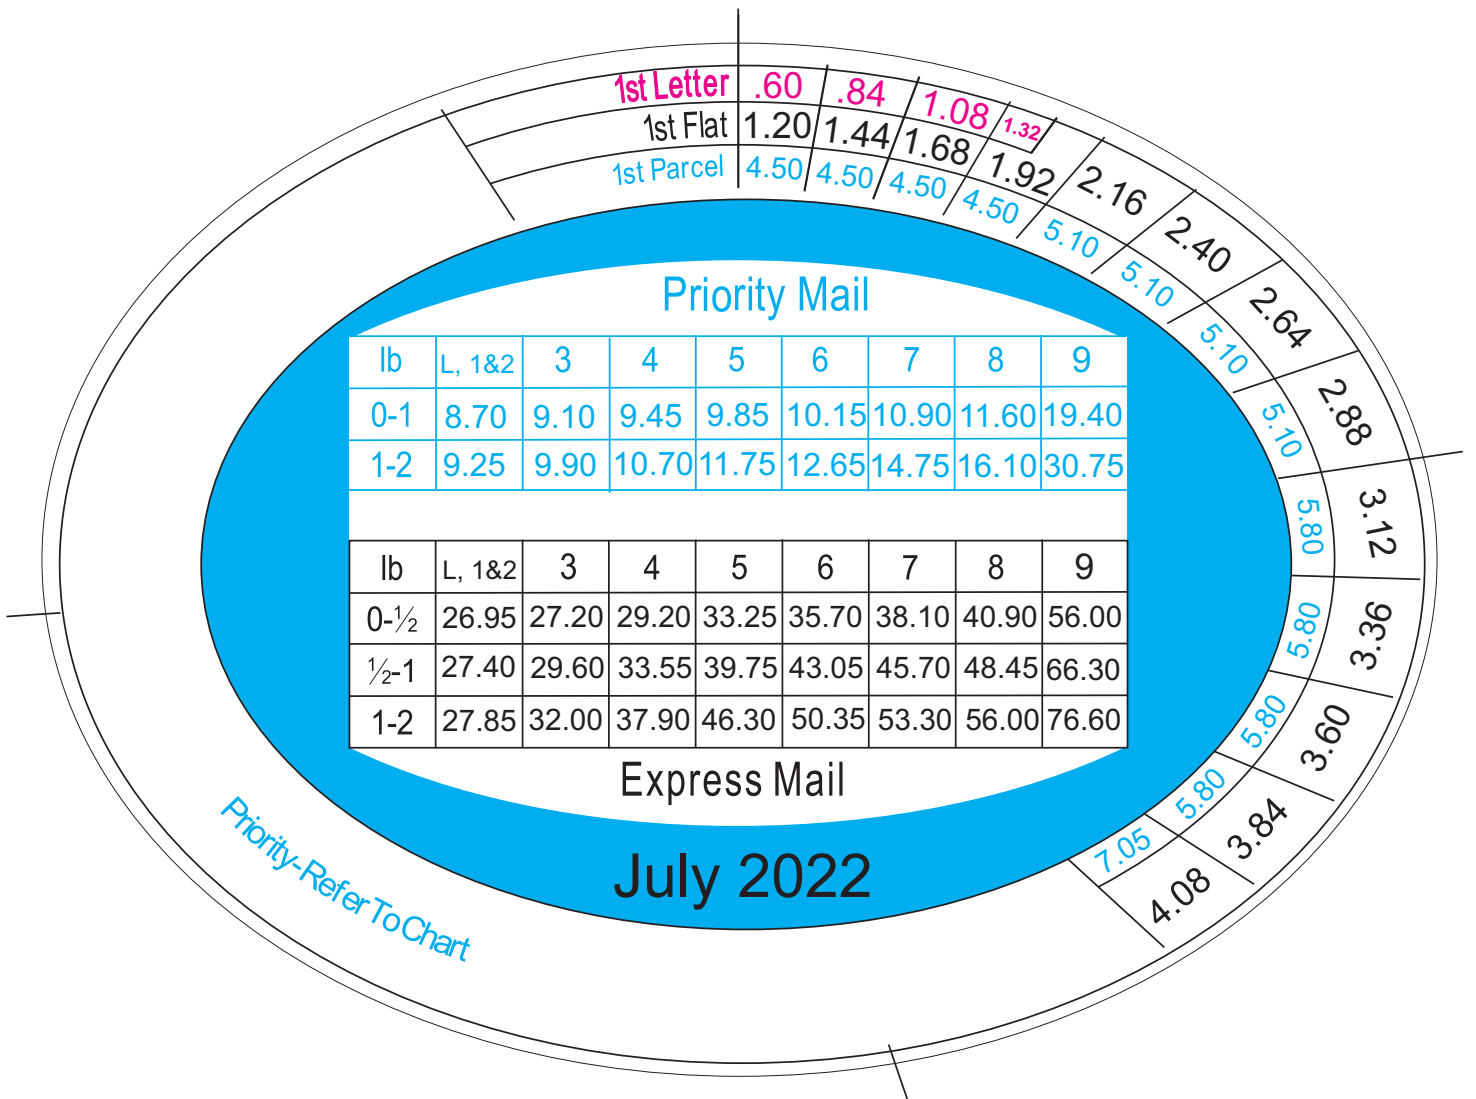 1st Letter .60 .84 1.08 1.32
1st Flat 1.20 1.44 1.68 1.92 2.16 2.40 2.64 2.88 3.12 3.36 3.60 3.84 4.08
1st Parcel 4.50 4.50 4.50 4.50 5.10 5.10 5.10 5.10 5.80 5.80 5.80 5.80 7.05
Priority Mail
lb L, 1&2 3 4 5 6 7 8 9
0-1 8.70 9.10 9.45 9.85 10.15 10.90 11.60 19.40
1-2 9.25 9.90 10.70 11.75 12.65 14.75 16.10 30.75
lb L, 1&2 3 4 5 6 7 8 9
0-½ 26.95 27.20 29.20 33.25 35.70 38.10 40.90 56.00
½-1 27.40 29.60 33.55 39.75 43.05 45.70 48.45 66.30
1-2 27.85 32.00 37.90 46.30 50.35 53.30 56.00 76.60
Express Mail
July 2022
Priority-Refer To Chart